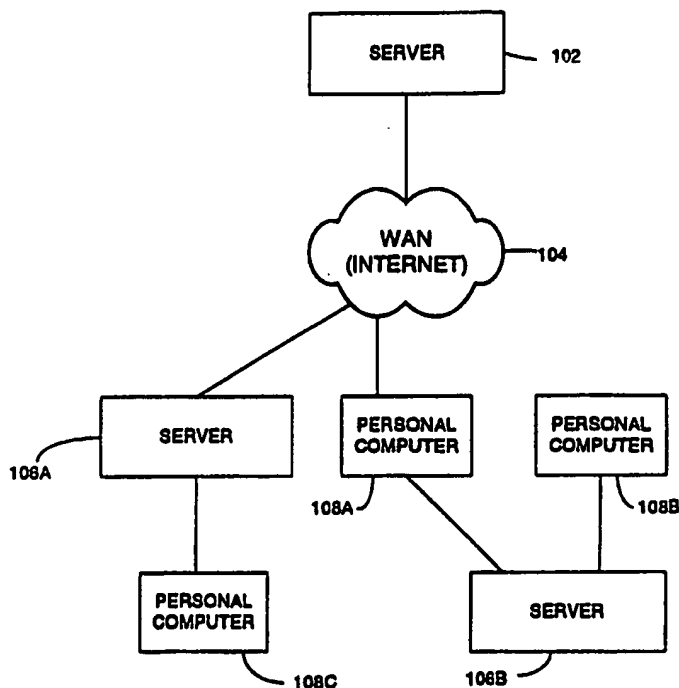 SERVER
102
WAN
(INTERNET)
104
SERVER
106A
PERSONAL
COMPUTER
108A
PERSONAL
COMPUTER
108B
PERSONAL
COMPUTER
108C
SERVER
106B